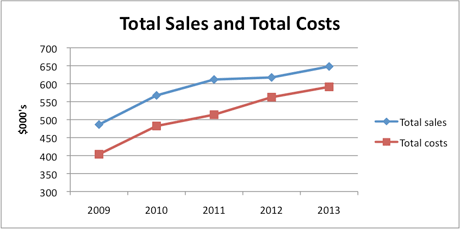 Total Sales and Total Costs
700
650
600
550
500
450
400
350
300
$000's
2009 2010 2011 2012 2013
Total sales
Total costs